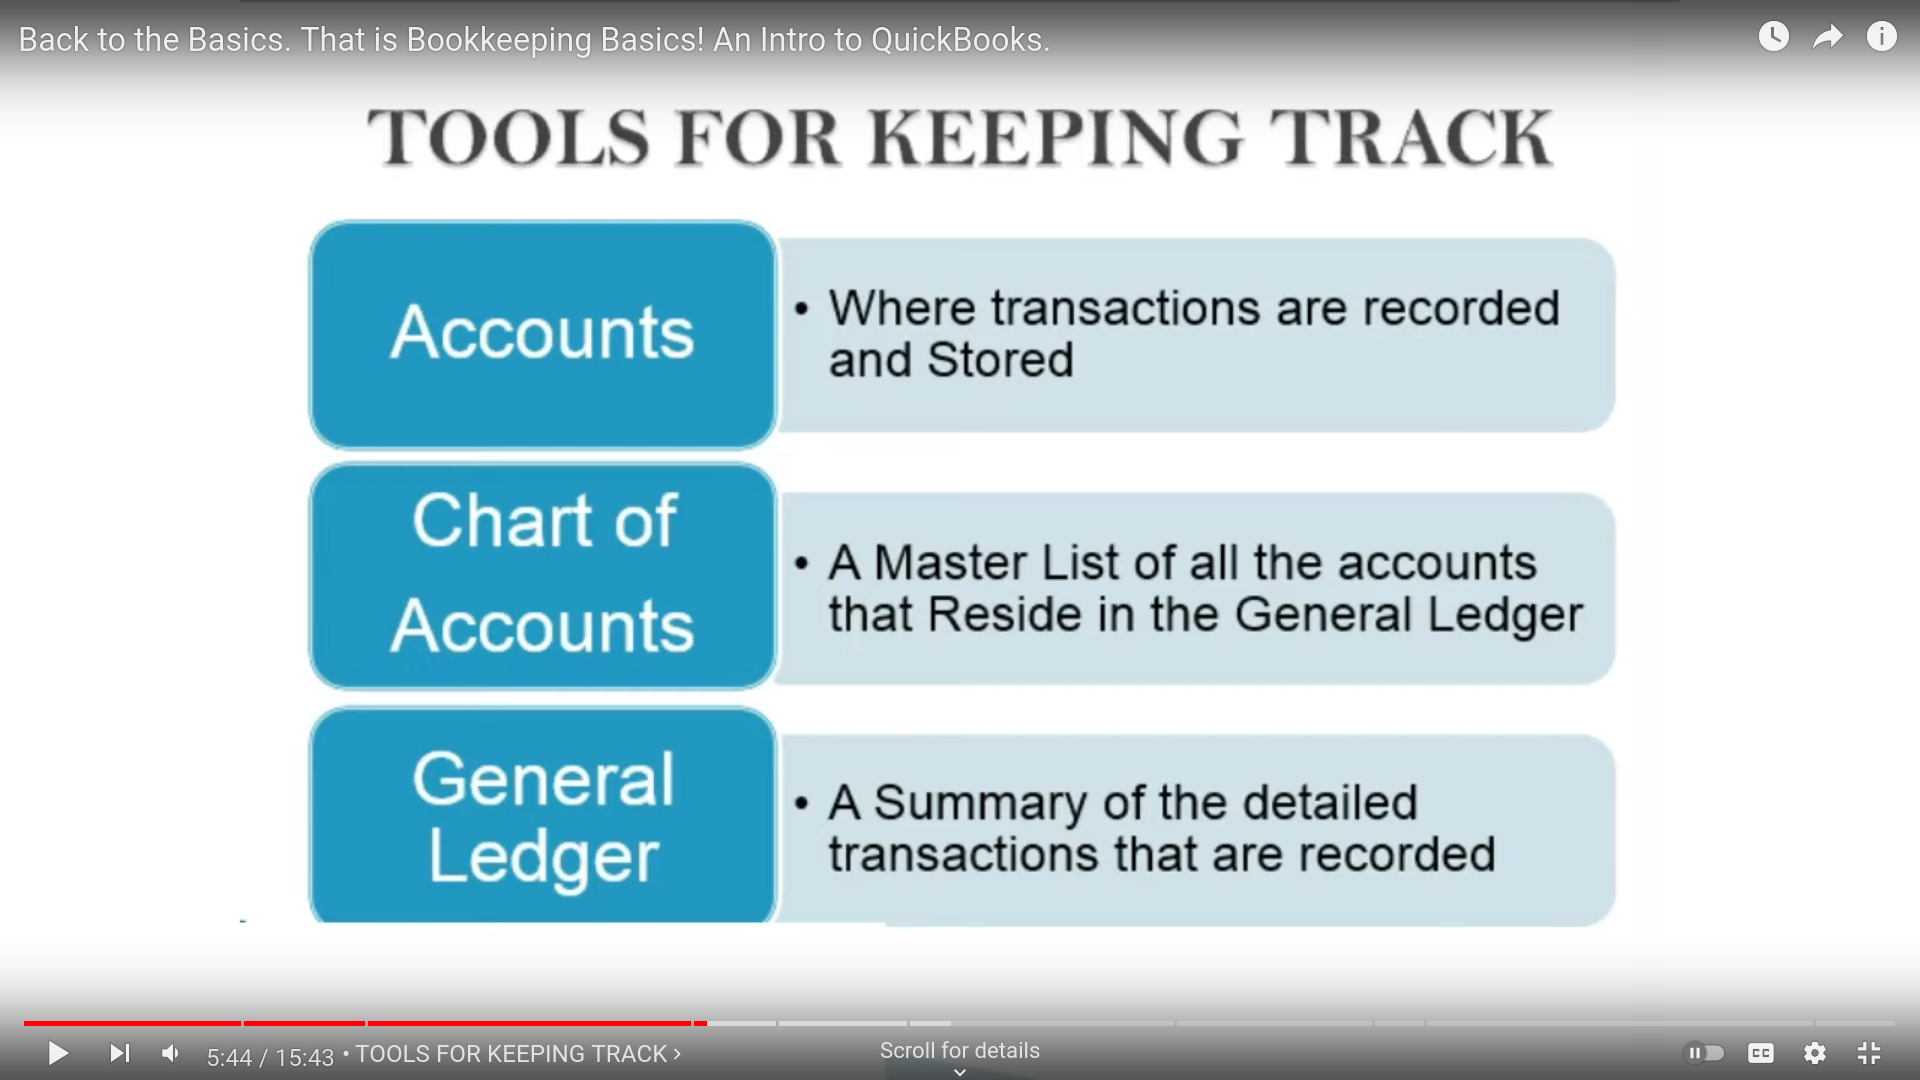 Back to the Basics. That is Bookkeeping Basics! An Intro to QuickBooks.
TOOLS FOR KEEPING TRACK
Accounts
• Where transactions are recorded
and Stored
Chart of
Accounts
• A Master List of all the accounts
that Reside in the General Ledger
General
Ledger
• A Summary of the detailed
transactions that are recorded
5:44 / 15:43 • TOOLS FOR KEEPING TRACK ›
Scroll for details
CC